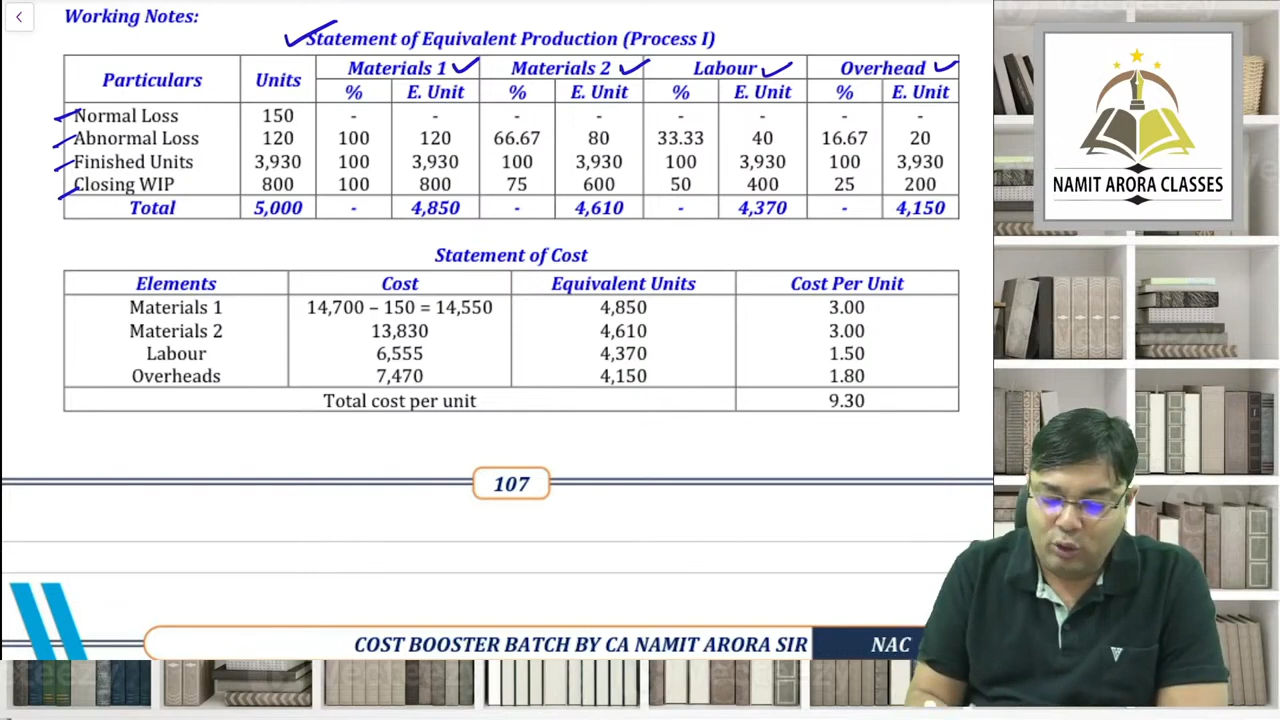 Working Notes:
Statement of Equivalent Production (Process I)
Particulars Units Materials 1 Materials 2 Labour Overhead
% E. Unit % E. Unit % E. Unit % E. Unit
Normal Loss 150 - - - - - - - -
Abnormal Loss 120 100 120 66.67 80 33.33 40 16.67 20
Finished Units 3,930 100 3,930 100 3,930 100 3,930 100 3,930
Closing WIP 800 100 800 75 600 50 400 25 200
Total 5,000 - 4,850 - 4,610 - 4,370 - 4,150
Statement of Cost
Elements Cost Equivalent Units Cost Per Unit
Materials 1 14,700 – 150 = 14,550 4,850 3.00
Materials 2 13,830 4,610 3.00
Labour 6,555 4,370 1.50
Overheads 7,470 4,150 1.80
Total cost per unit 9.30
107
COST BOOSTER BATCH BY CA NAMIT ARORA SIR NAC
NAMIT ARORA CLASSES